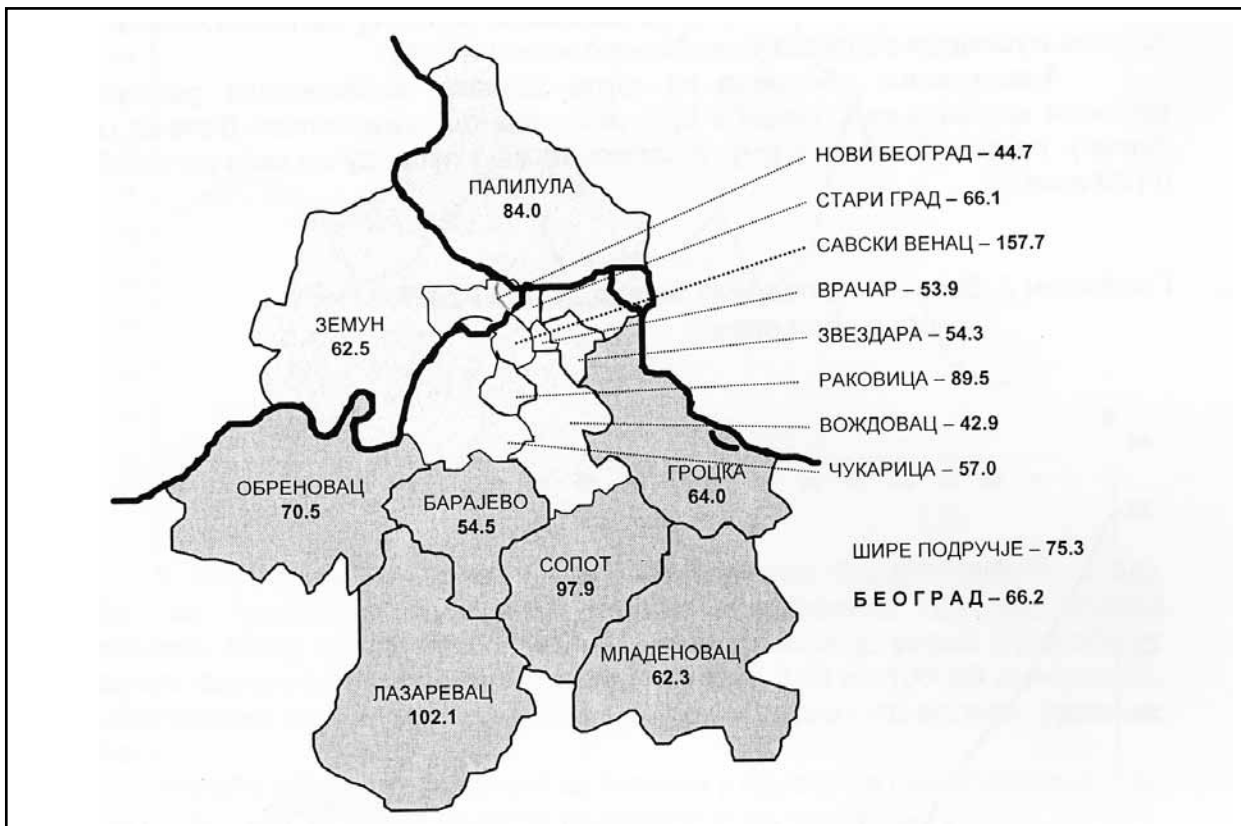 ПАЛИЛУЛА
84.0
НОВИ БЕОГРАД – 44.7
СТАРИ ГРАД – 66.1
САВСКИ ВЕНАЦ – 157.7
ВРАЧАР – 53.9
ЗВЕЗДАРА – 54.3
РАКОВИЦА – 89.5
ВОЖДОВАЦ – 42.9
ЧУКАРИЦА – 57.0
ЗЕМУН
62.5
ОБРЕНОВАЦ
70.5
БАРАЈЕВО
54.5
ГРОЦКА
64.0
СОПОТ
97.9
МЛАДЕНОВАЦ
62.3
ЛАЗАРЕВАЦ
102.1
ШИРЕ ПОДРУЧЈЕ – 75.3
БЕОГРАД – 66.2